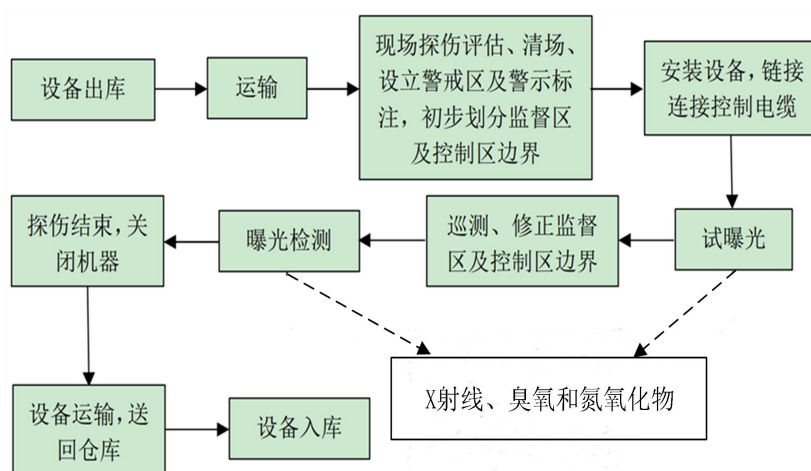 设备出库
运输
现场探伤评估、清场、
设立警戒区及警示标
注，初步划分监督区
及控制区边界
安装设备，链接
连接控制电缆
试曝光
巡测、修正监督
区及控制区边界
曝光检测
探伤结束，关
闭机器
X射线、臭氧和氮氧化物
设备运输，送
回仓库
设备入库